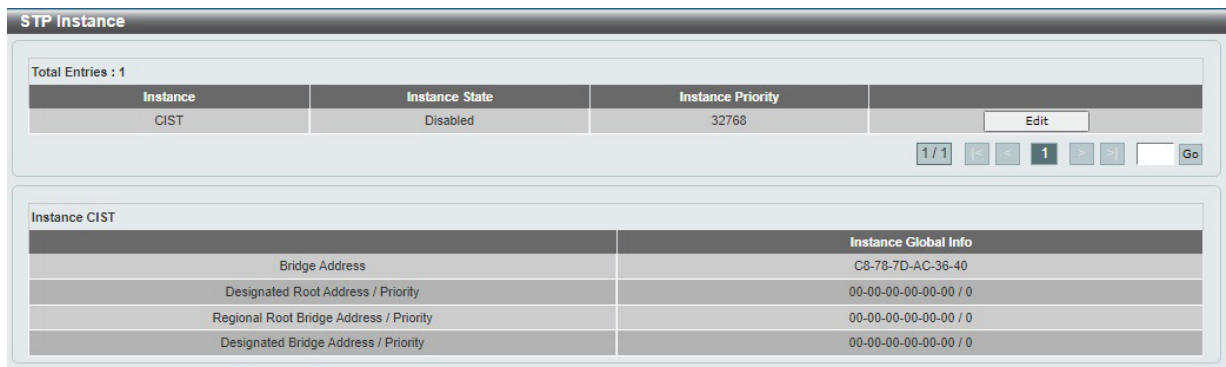 STP Instance
Total Entries : 1
Instance Instance State Instance Priority
CIST Disabled 32768 Edit
1 / 1 |< < 1 > >| Go
Instance CIST
Instance Global Info
Bridge Address C8-78-7D-AC-36-40
Designated Root Address / Priority 00-00-00-00-00-00 / 0
Regional Root Bridge Address / Priority 00-00-00-00-00-00 / 0
Designated Bridge Address / Priority 00-00-00-00-00-00 / 0